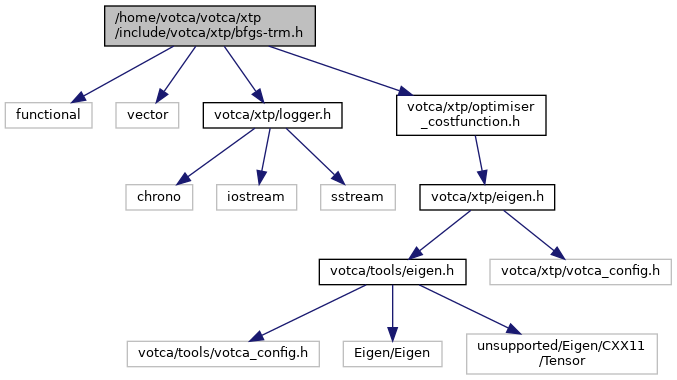 /home/votca/votca/xtp
/include/votca/xtp/bfgs-trm.h
functional
vector
votca/xtp/logger.h
votca/xtp/optimiser
_costfunction.h
chrono
iostream
sstream
votca/xtp/eigen.h
votca/tools/eigen.h
votca/xtp/votca_config.h
votca/tools/votca_config.h
Eigen/Eigen
unsupported/Eigen/CXX11
/Tensor